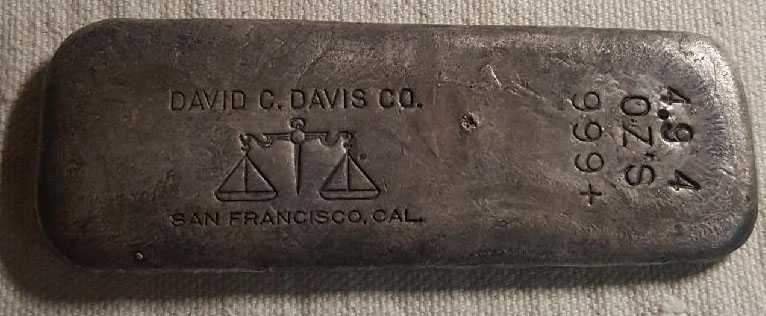 DAVID C. DAVIS CO.
SAN FRANCISCO, CAL.
4.94
OZ'S
999+